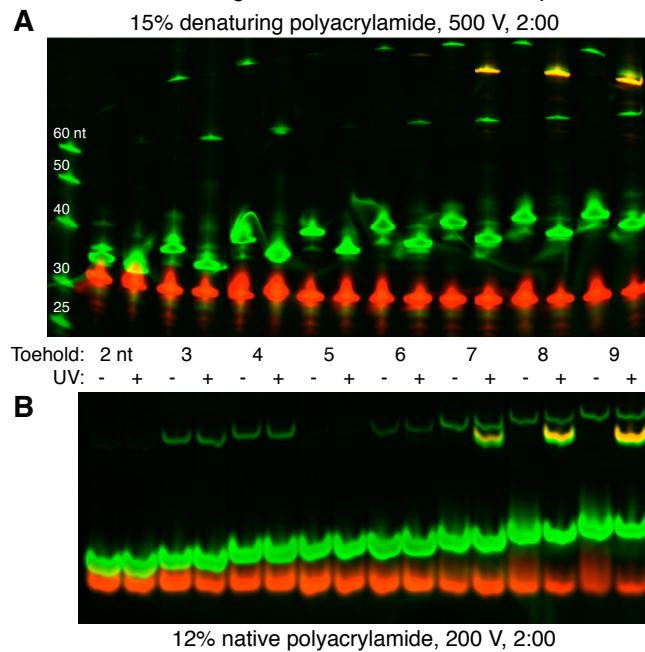 A
15% denaturing polyacrylamide, 500 V, 2:00
60 nt
50
40
30
25
Toehold: 2 nt 3 4 5 6 7 8 9
UV: - + - + - + - + - + - + - + - +
B
12% native polyacrylamide, 200 V, 2:00